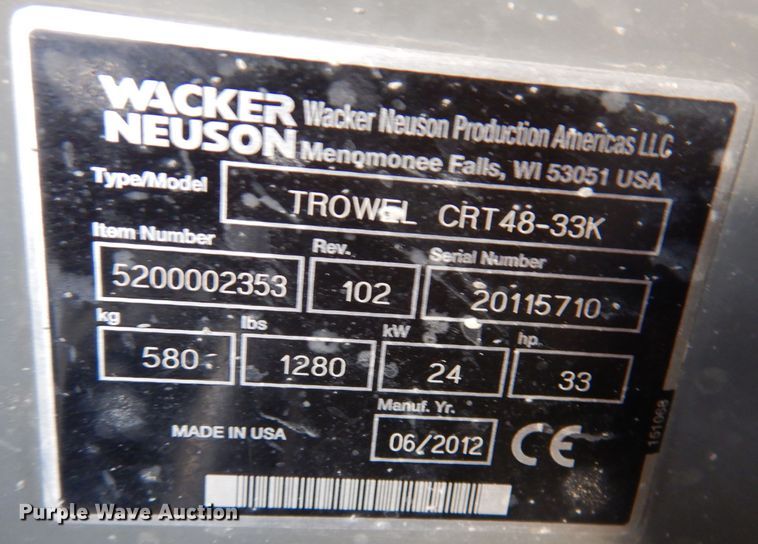 WACKER
NEUSON
Wacker Neuson Production Americas LLC
Menomonee Falls, WI 53051 USA
Type/Model
TROWEL CRT48-33K
Item Number Rev. Serial Number
5200002353 102 20115710
kg lbs kW hp
580 1280 24 33
Manuf. Yr.
MADE IN USA 06/2012 CE
151068
Purple Wave Auction